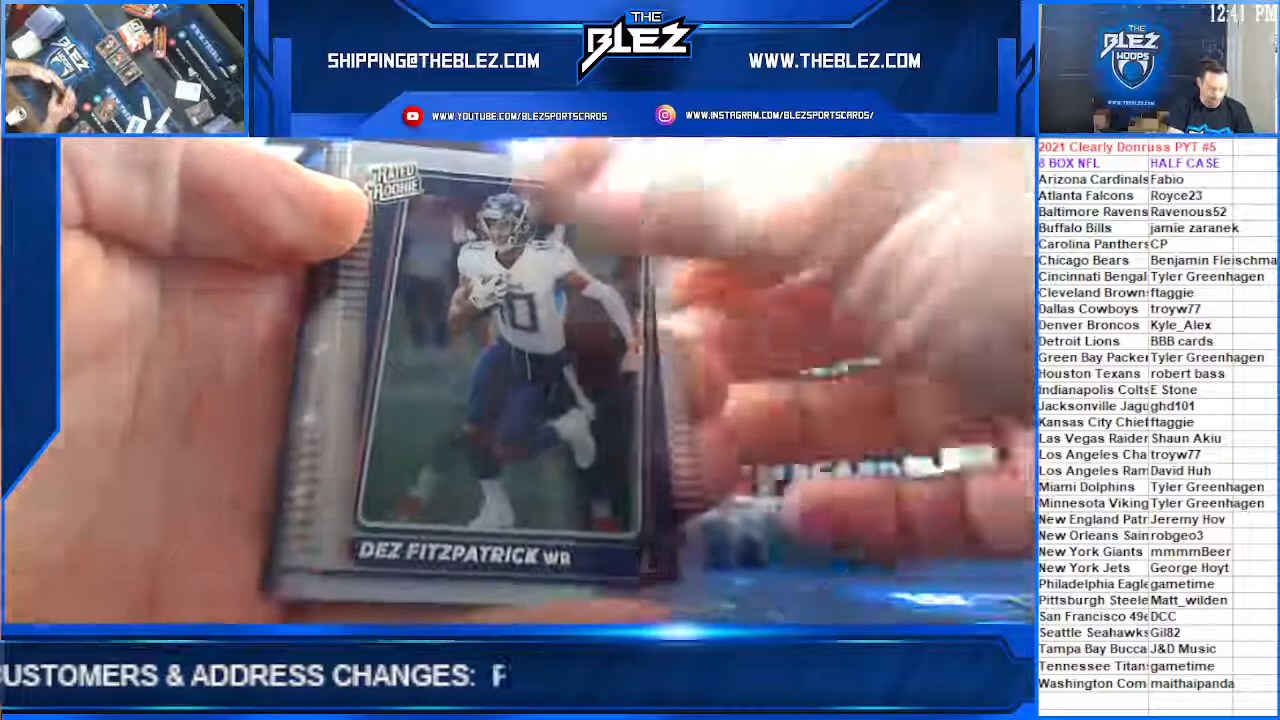 12:41 PM
THE
BLEZ
SHIPPING@THEBLEZ.COM
WWW.THEBLEZ.COM
WWW.YOUTUBE.COM/BLEZSPORTSCARDS
WWW.INSTAGRAM.COM/BLEZSPORTSCARDS/
THE
BLEZ
HOOPS
WWW.THEBLEZ.COM
RATED
ROOKIE
10
DEZ FITZPATRICK WR
2021 Clearly Donruss PYT #5
8 BOX NFL HALF CASE
Arizona Cardinals Fabio
Atlanta Falcons Royce23
Baltimore Ravens Ravenous52
Buffalo Bills jamie zaranek
Carolina Panthers CP
Chicago Bears Benjamin Fleischma
Cincinnati Bengal Tyler Greenhagen
Cleveland Brown ftaggie
Dallas Cowboys troyw77
Denver Broncos Kyle_Alex
Detroit Lions BBB cards
Green Bay Packer Tyler Greenhagen
Houston Texans robert bass
Indianapolis Colts E Stone
Jacksonville Jagu ghd101
Kansas City Chief ftaggie
Las Vegas Raider Shaun Akiu
Los Angeles Cha troyw77
Los Angeles Ram David Huh
Miami Dolphins Tyler Greenhagen
Minnesota Viking Tyler Greenhagen
New England Patr Jeremy Hov
New Orleans Sain robgeo3
New York Giants mmmmBeer
New York Jets George Hoyt
Philadelphia Eagle gametime
Pittsburgh Steele Matt_wilden
San Francisco 49e DCC
Seattle Seahawks Gil82
Tampa Bay Bucca J&D Music
Tennessee Titan gametime
Washington Com maithaipanda
CUSTOMERS & ADDRESS CHANGES: